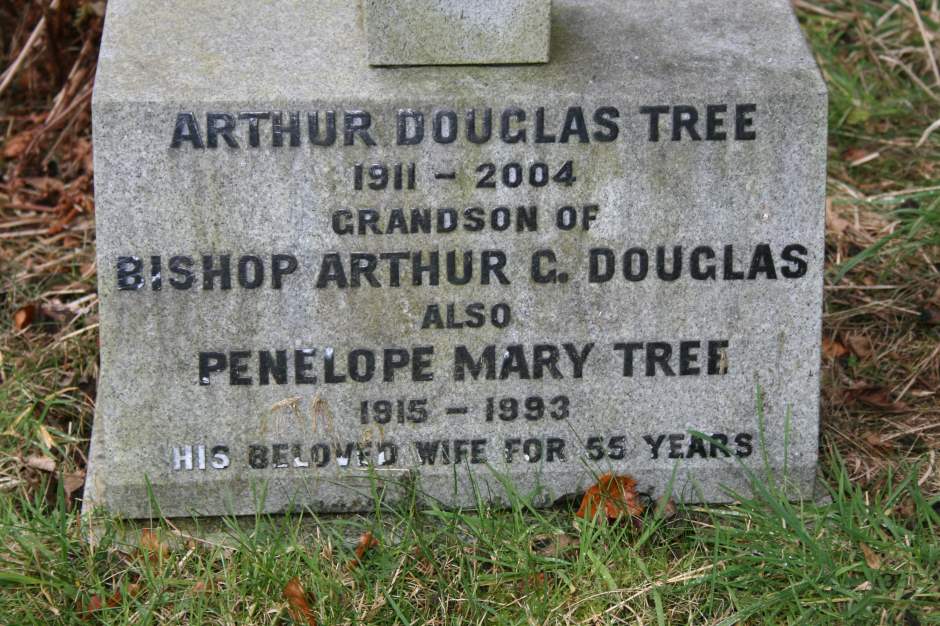 ARTHUR DOUGLAS TREE
1911 - 2004
GRANDSON OF
BISHOP ARTHUR G. DOUGLAS
ALSO
PENELOPE MARY TREE
1915 - 1993
HIS BELOVED WIFE FOR 55 YEARS